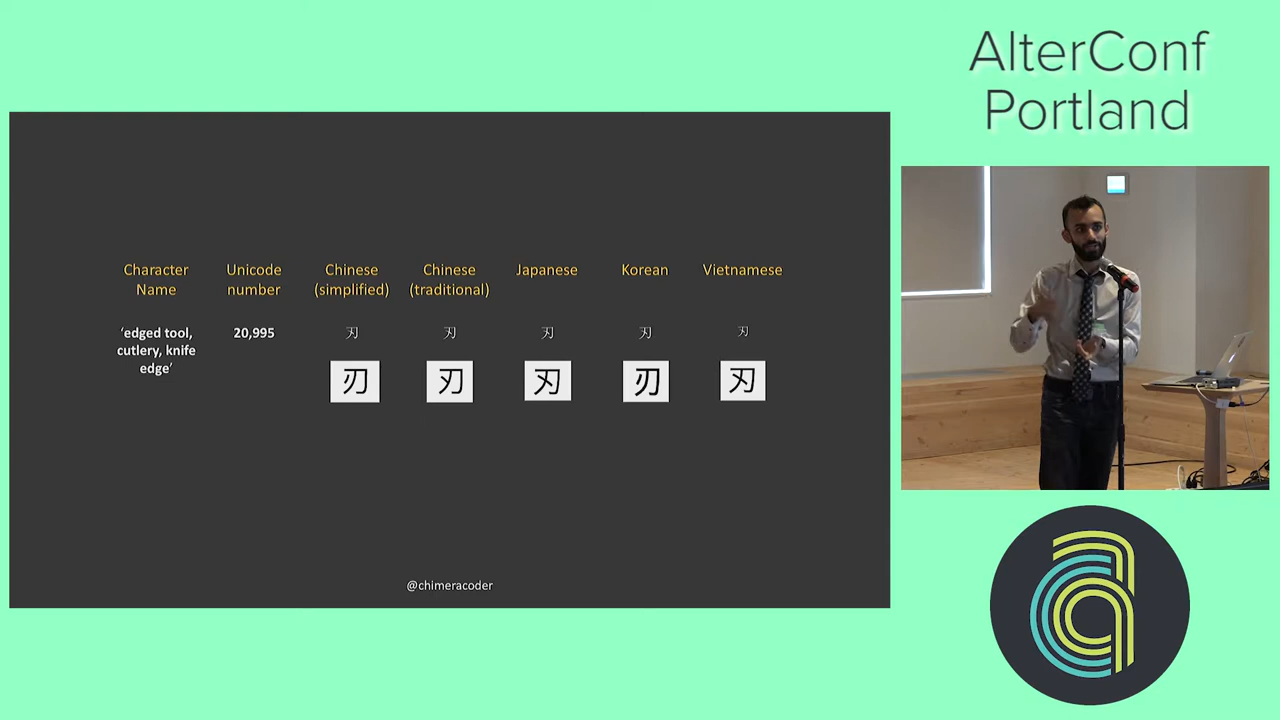 AlterConf
Portland
Character Name
Unicode number
Chinese (simplified)
Chinese (traditional)
Japanese
Korean
Vietnamese
‘edged tool, cutlery, knife edge’
20,995
刃
刃
刃
刃
刃
刃
刃
刃
刃
刃
@chimeracoder